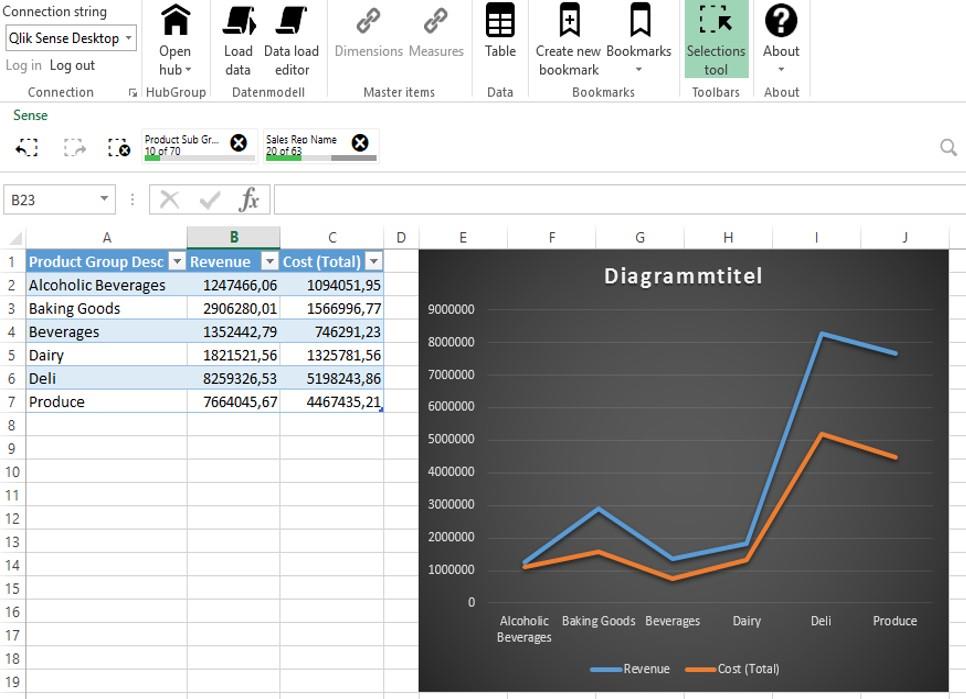 Connection string
Qlik Sense Desktop
Log in Log out
Connection
Open hub
HubGroup
Load data
Data load editor
Datenmodell
Dimensions Measures
Master items
Table
Data
Create new bookmark
Bookmarks
Bookmarks
Selections tool
Toolbars
About
About
Sense
Product Sub Gr...
10 of 70
Sales Rep Name
20 of 63
B23
fx
A B C D E F G H I J
1 Product Group Desc Revenue Cost (Total)
2 Alcoholic Beverages 1247466,06 1094051,95
3 Baking Goods 2906280,01 1566996,77
4 Beverages 1352442,79 746291,23
5 Dairy 1821521,56 1325781,56
6 Deli 8259326,53 5198243,86
7 Produce 7664045,67 4467435,21
8
9
10
11
12
13
14
15
16
17
18
19
Diagrammtitel
9000000
8000000
7000000
6000000
5000000
4000000
3000000
2000000
1000000
0
Alcoholic Beverages
Baking Goods
Beverages
Dairy
Deli
Produce
Revenue Cost (Total)